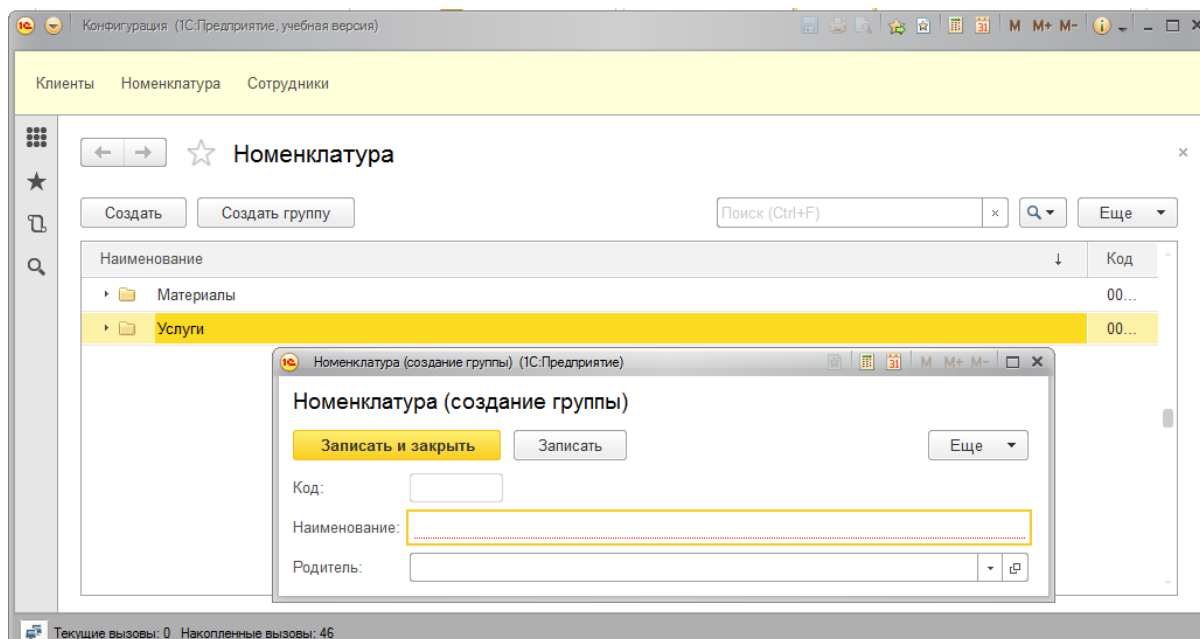 Конфигурация (1С:Предприятие, учебная версия) 31 M M+ M-
Клиенты Номенклатура Сотрудники
Номенклатура
Создать Создать группу Поиск (Ctrl+F) Еще
Наименование ↓ Код
Материалы 00...
Услуги 00...
Номенклатура (создание группы) (1С:Предприятие) 31 M M+ M-
Номенклатура (создание группы)
Записать и закрыть Записать Еще
Код:
Наименование:
Родитель:
Текущие вызовы: 0 Накопленные вызовы: 46